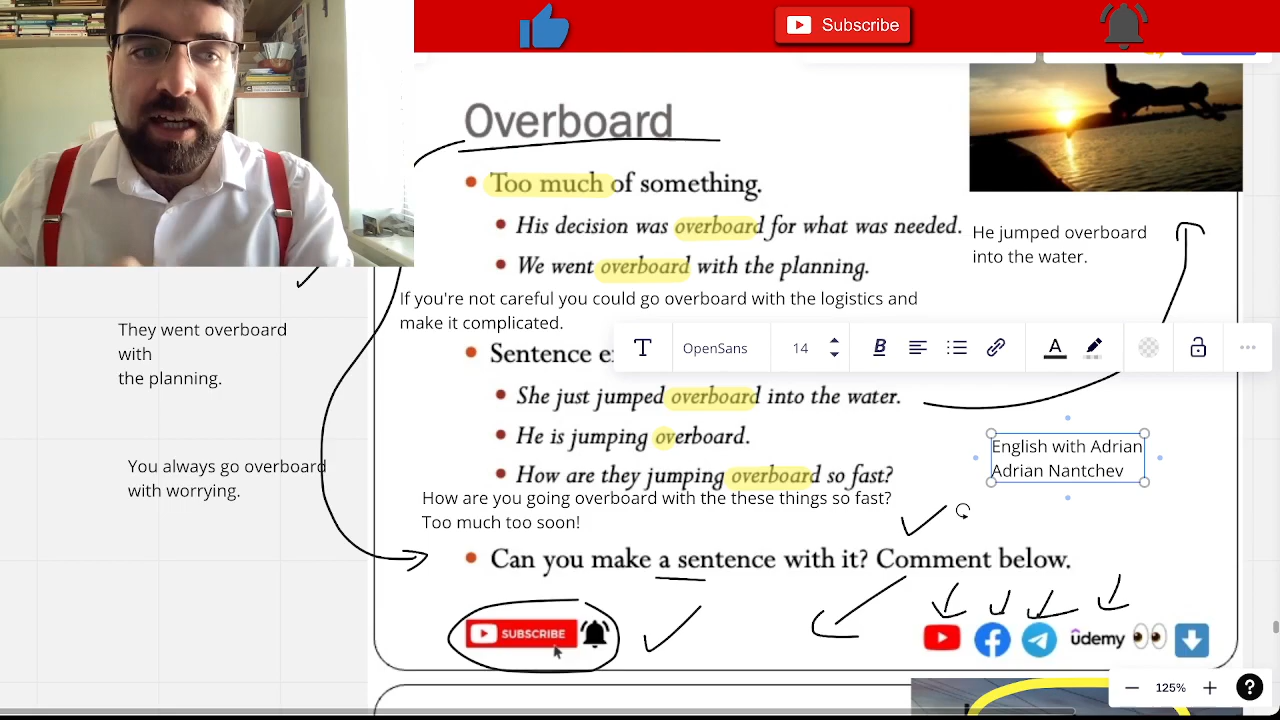 Subscribe
Overboard
Too much of something.
His decision was overboard for what was needed.
We went overboard with the planning.
He jumped overboard
into the water.
If you're not careful you could go overboard with the logistics and
make it complicated.
They went overboard
with
the planning.
T OpenSans 14 B A
Sentence
She just jumped overboard into the water.
He is jumping overboard.
How are they jumping overboard so fast?
English with Adrian
Adrian Nantchev
You always go overboard
with worrying.
How are you going overboard with the these things so fast?
Too much too soon!
Can you make a sentence with it? Comment below.
SUBSCRIBE
udemy
125%
?